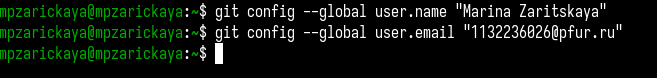 mpzarickaya@mpzarickaya:~$ git config --global user.name "Marina Zaritskaya"
mpzarickaya@mpzarickaya:~$ git config --global user.email "1132236026@pfur.ru"
mpzarickaya@mpzarickaya:~$